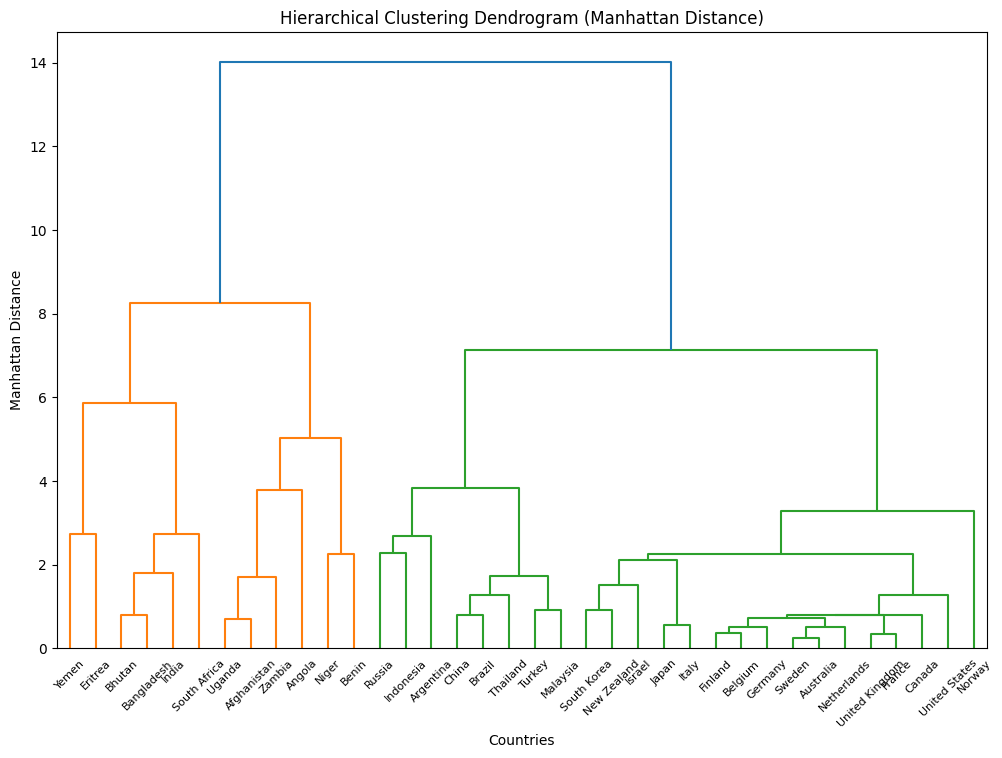 Hierarchical Clustering Dendrogram (Manhattan Distance)
14
12
10
8
6
4
2
0
Manhattan Distance
Yemen
Eritrea
Bhutan
Bangladesh
India
South Africa
Uganda
Afghanistan
Zambia
Angola
Niger
Benin
Russia
Indonesia
Argentina
China
Brazil
Thailand
Turkey
Malaysia
South Korea
New Zealand
Israel
Japan
Italy
Finland
Belgium
Germany
Sweden
Australia
Netherlands
United Kingdom
France
Canada
United States
Norway
Countries